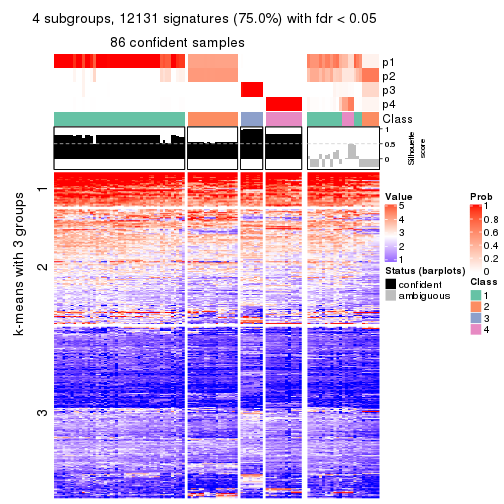 4 subgroups, 12131 signatures (75.0%) with fdr < 0.05
86 confident samples
p1
p2
p3
p4
Class
1
0.5
0
Silhouette
score
k-means with 3 groups
1
2
3
Value
5
4
3
2
1
Status (barplots)
confident
ambiguous
Prob
1
0.8
0.6
0.4
0.2
0
Class
1
2
3
4